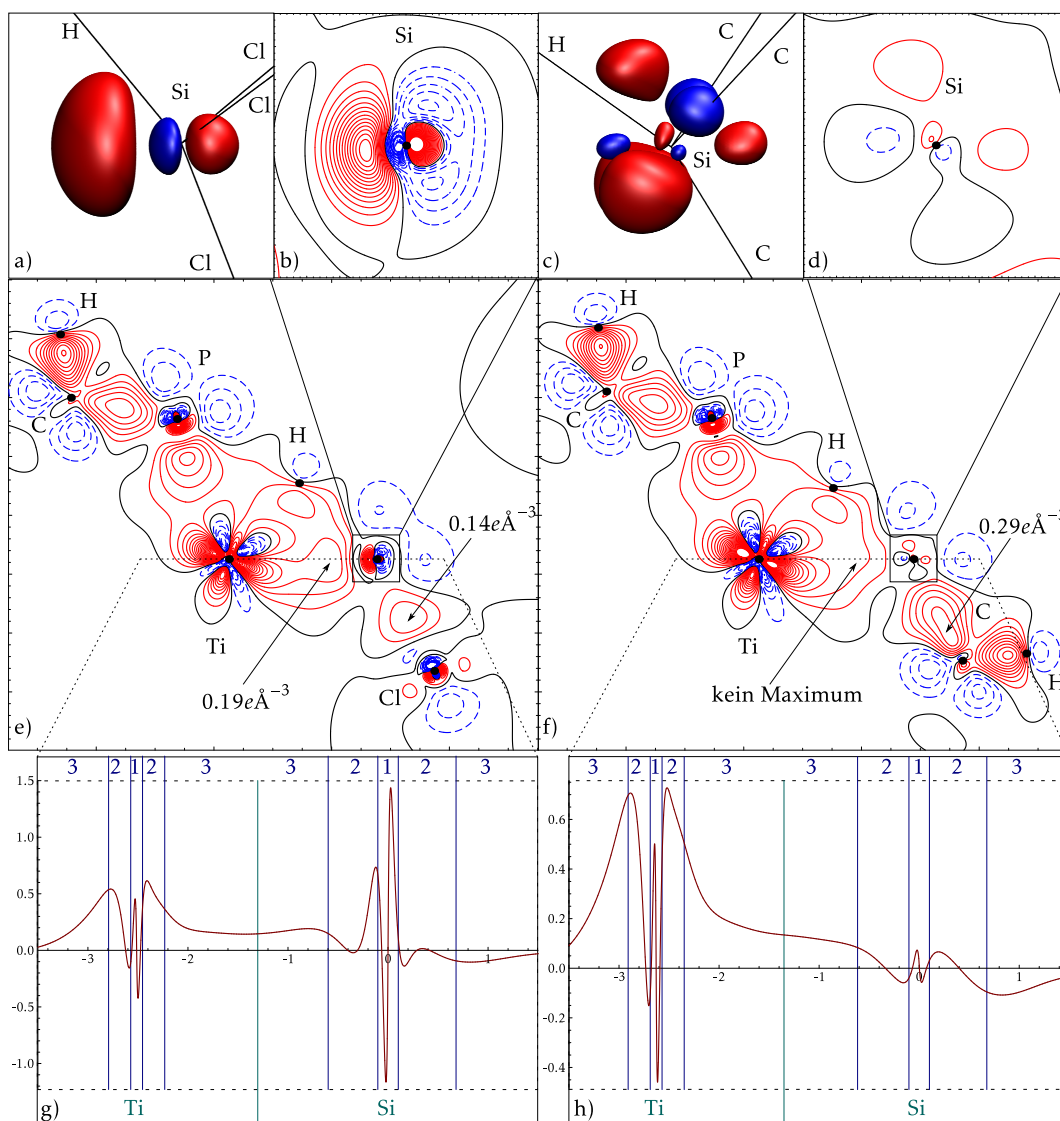 H
Si
Cl
Cl
Cl
a)
Si
b)
H
C
C
Si
C
c)
Si
d)
H
C
P
H
Ti
0.14eÅ⁻³
0.19eÅ⁻³
Cl
e)
H
C
P
H
Ti
0.29eÅ⁻³
C
H
kein Maximum
f)
3 2 1 2 3 3 2 1 2 3
1.5
1.0
0.5
0.0
-0.5
-1.0
-3 -2 -1 0 1
g)
Ti
Si
3 2 1 2 3 3 2 1 2 3
0.6
0.4
0.2
0.0
-0.2
-0.4
-3 -2 -1 0 1
h)
Ti
Si